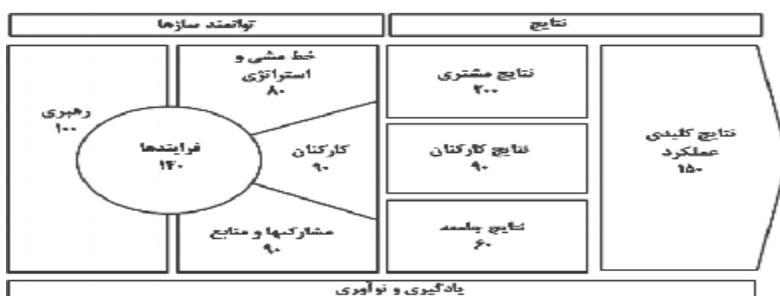 توانمند سازها
نتایج
رهبری
۱۰۰
فرایندها
۱۴۰
خط مشی و
استراتژی
۸۰
کارکنان
۹۰
مشارکتها و منابع
۹۰
نتایج مشتری
۲۰۰
نتایج کارکنان
۹۰
نتایج جامعه
۶۰
نتایج کلیدی
عملکرد
۱۵۰
یادگیری و نوآوری